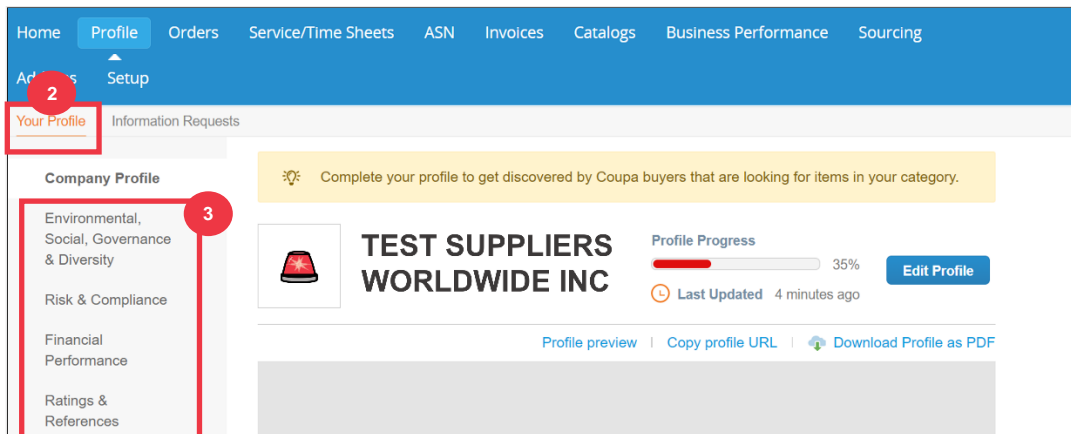 Home Profile Orders Service/Time Sheets ASN Invoices Catalogs Business Performance Sourcing
Setup
2
Your Profile Information Requests
Company Profile
Complete your profile to get discovered by Coupa buyers that are looking for items in your category.
3
Environmental,
Social, Governance
& Diversity
Risk & Compliance
Financial
Performance
Ratings &
References
TEST SUPPLIERS
WORLDWIDE INC
Profile Progress
35%
Last Updated 4 minutes ago
Edit Profile
Profile preview | Copy profile URL | Download Profile as PDF